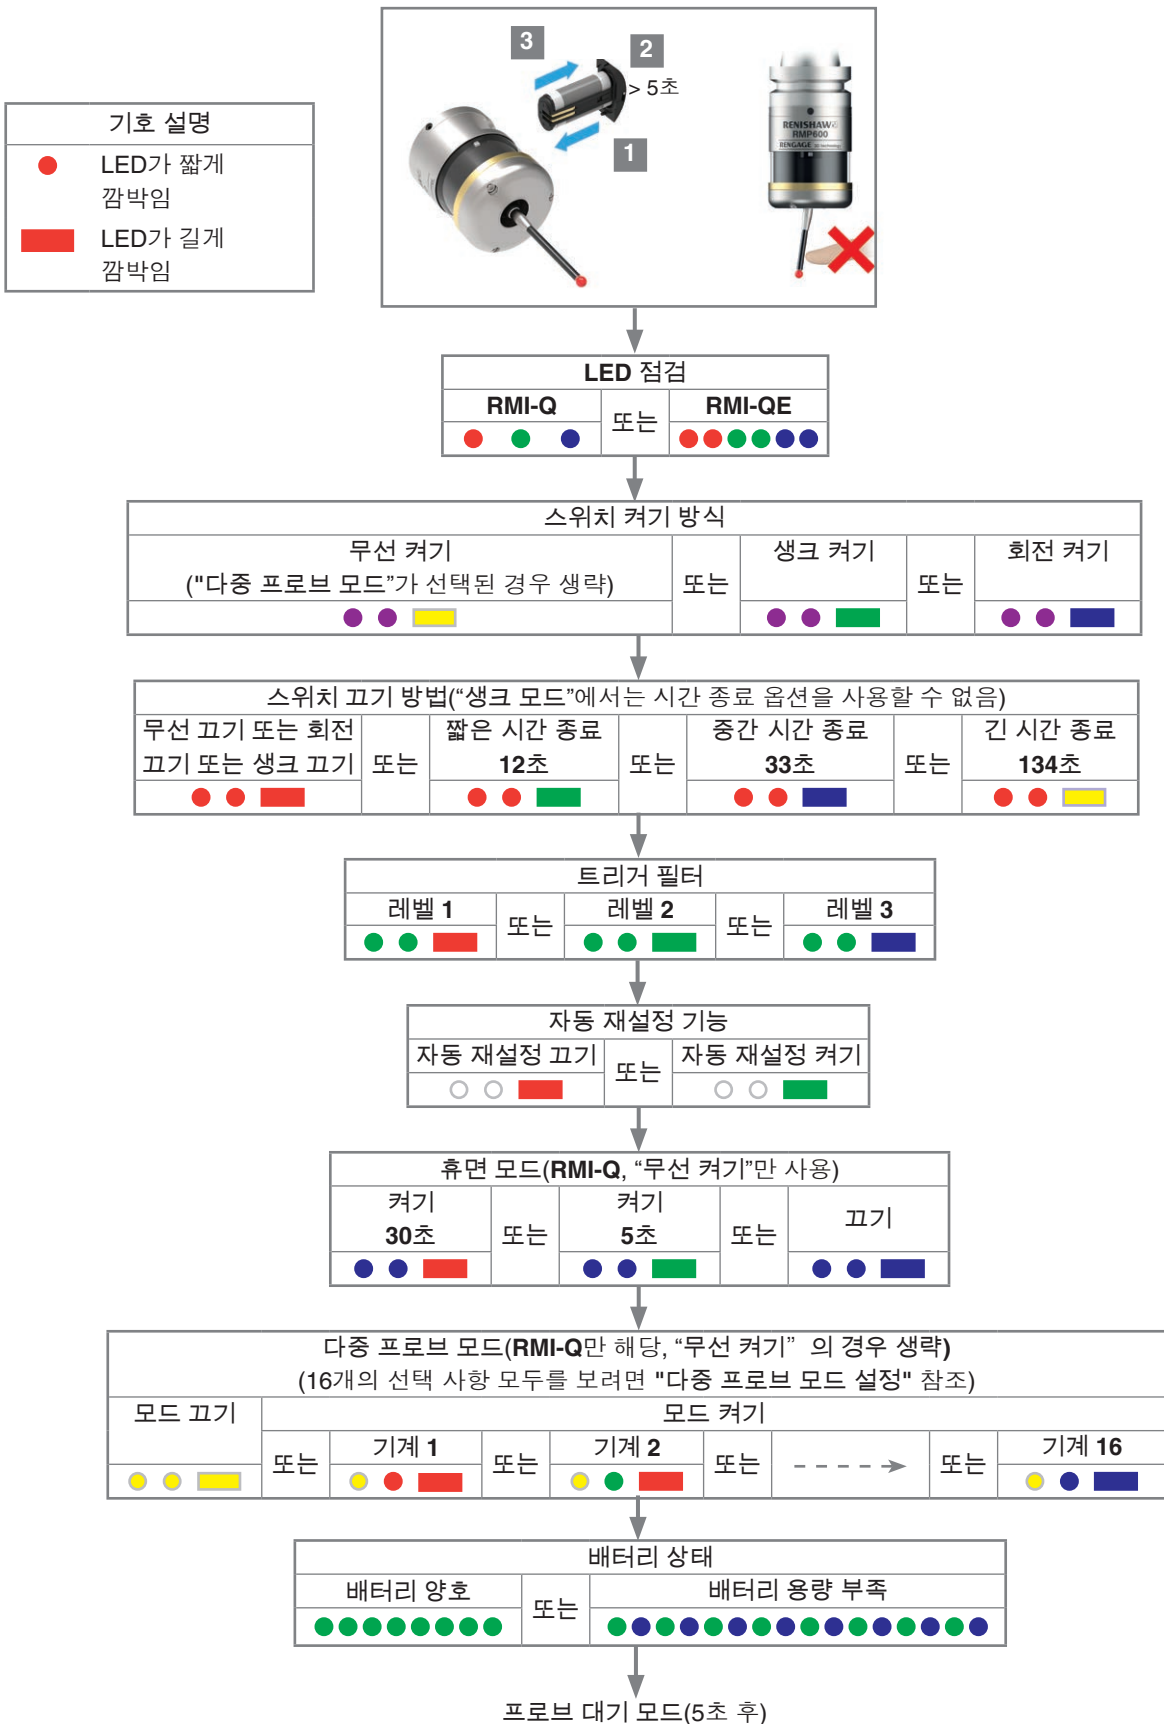 3
2
> 5초
1
RENISHAW
RMP600
RENGAGE
기호 설명
LED가 짧게
깜박임
LED가 길게
깜박임
LED 점검
RMI-Q
또는
RMI-QE
스위치 켜기 방식
무선 켜기
("다중 프로브 모드”가 선택된 경우 생략)
또는
생크 켜기
또는
회전 켜기
스위치 끄기 방법(“생크 모드”에서는 시간 종료 옵션을 사용할 수 없음)
무선 끄기 또는 회전
끄기 또는 생크 끄기
또는
짧은 시간 종료
12초
또는
중간 시간 종료
33초
또는
긴 시간 종료
134초
트리거 필터
레벨 1
또는
레벨 2
또는
레벨 3
자동 재설정 기능
자동 재설정 끄기
또는
자동 재설정 켜기
휴면 모드(RMI-Q, “무선 켜기”만 사용)
켜기
30초
또는
켜기
5초
또는
끄기
다중 프로브 모드(RMI-Q만 해당, “무선 켜기” 의 경우 생략)
(16개의 선택 사항 모두를 보려면 "다중 프로브 모드 설정" 참조)
모드 끄기
모드 켜기
또는
기계 1
또는
기계 2
또는
또는
기계 16
배터리 상태
배터리 양호
또는
배터리 용량 부족
프로브 대기 모드(5초 후)